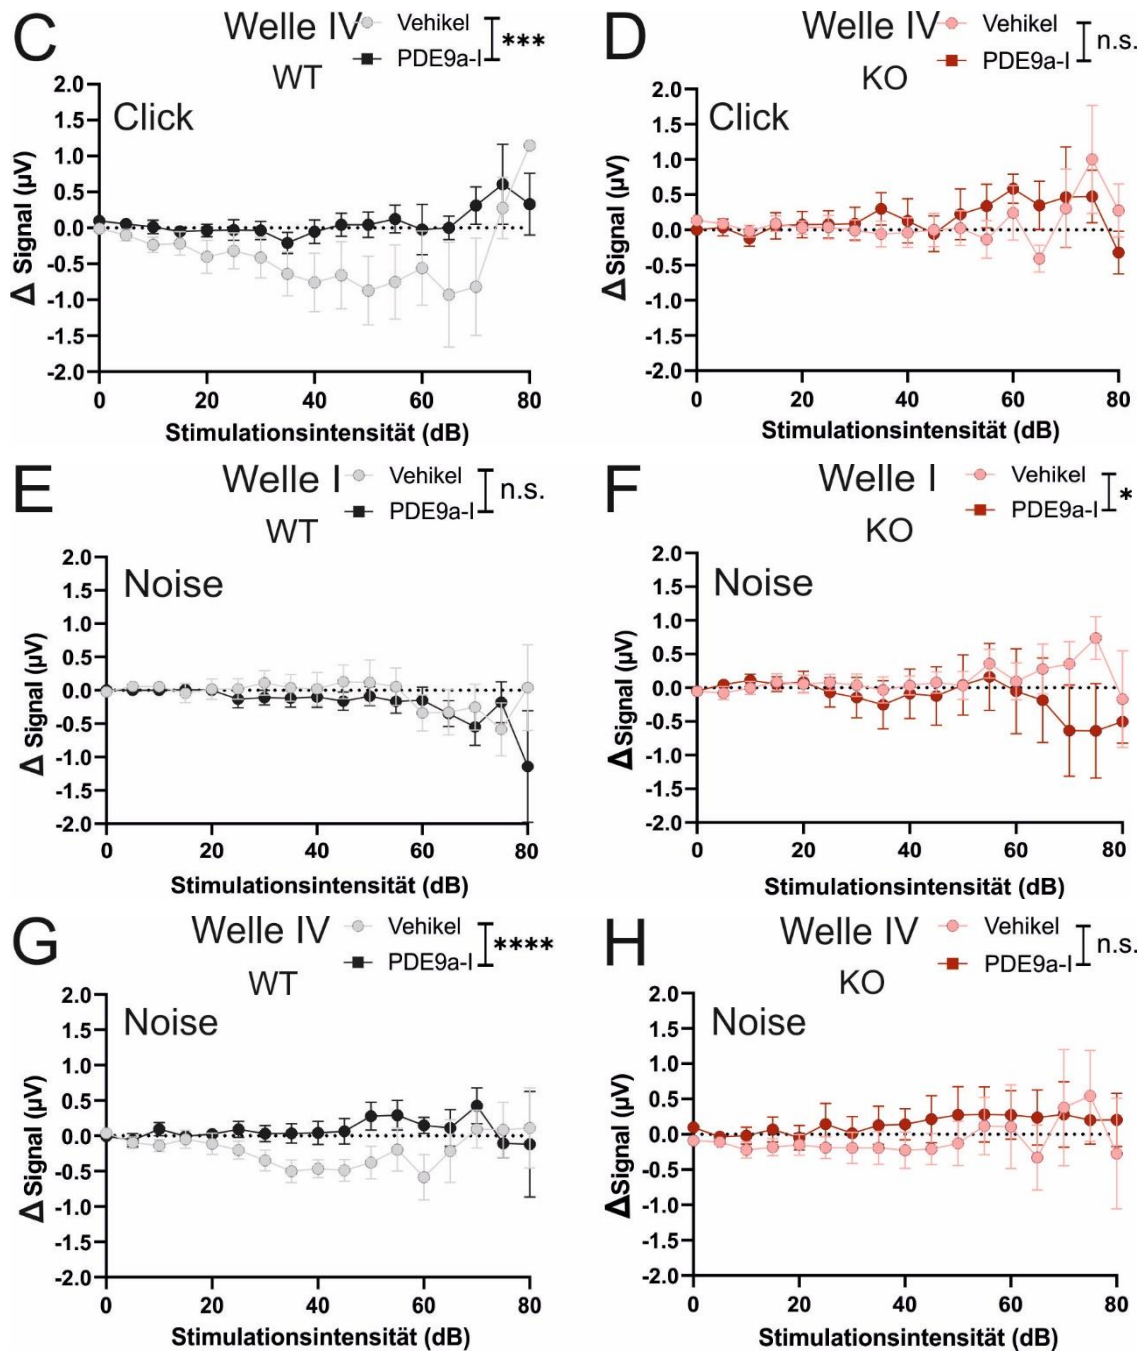 C
Welle IV
Vehikel
PDE9a-I
***
WT
Click
2.0
1.5
1.0
0.5
0.0
-0.5
-1.0
-1.5
-2.0
Δ Signal (µV)
0 20 40 60 80
Stimulationsintensität (dB)
D
Welle IV
Vehikel
PDE9a-I
n.s.
KO
Click
2.0
1.5
1.0
0.5
0.0
-0.5
-1.0
-1.5
-2.0
Δ Signal (µV)
0 20 40 60 80
Stimulationsintensität (dB)
E
Welle I
Vehikel
PDE9a-I
n.s.
WT
Noise
2.0
1.5
1.0
0.5
0.0
-0.5
-1.0
-1.5
-2.0
Δ Signal (µV)
0 20 40 60 80
Stimulationsintensität (dB)
F
Welle I
Vehikel
PDE9a-I
*
KO
Noise
2.0
1.5
1.0
0.5
0.0
-0.5
-1.0
-1.5
-2.0
ΔSignal (µV)
0 20 40 60 80
Stimulationsintensität (dB)
G
Welle IV
Vehikel
PDE9a-I
****
WT
Noise
2.0
1.5
1.0
0.5
0.0
-0.5
-1.0
-1.5
-2.0
Δ Signal (µV)
0 20 40 60 80
Stimulationsintensität (dB)
H
Welle IV
Vehikel
PDE9a-I
n.s.
KO
Noise
2.0
1.5
1.0
0.5
0.0
-0.5
-1.0
-1.5
-2.0
ΔSignal (µV)
0 20 40 60 80
Stimulationsintensität (dB)